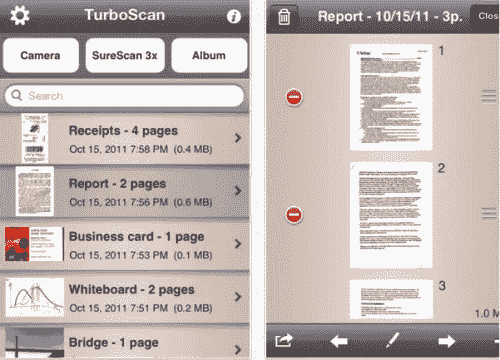 TurboScan
Camera
SureScan 3x
Album
Search
Receipts - 4 pages
Oct 15, 2011 7:58 PM (0.4 MB)
Report - 2 pages
Oct 15, 2011 7:56 PM (0.6 MB)
Business card - 1 page
Oct 15, 2011 7:53 PM (0.1 MB)
Whiteboard - 2 pages
Oct 15, 2011 7:51 PM (0.2 MB)
Bridge - 1 page
Report - 10/15/11 - 3p.
Clos
1
2
3
1.0 M